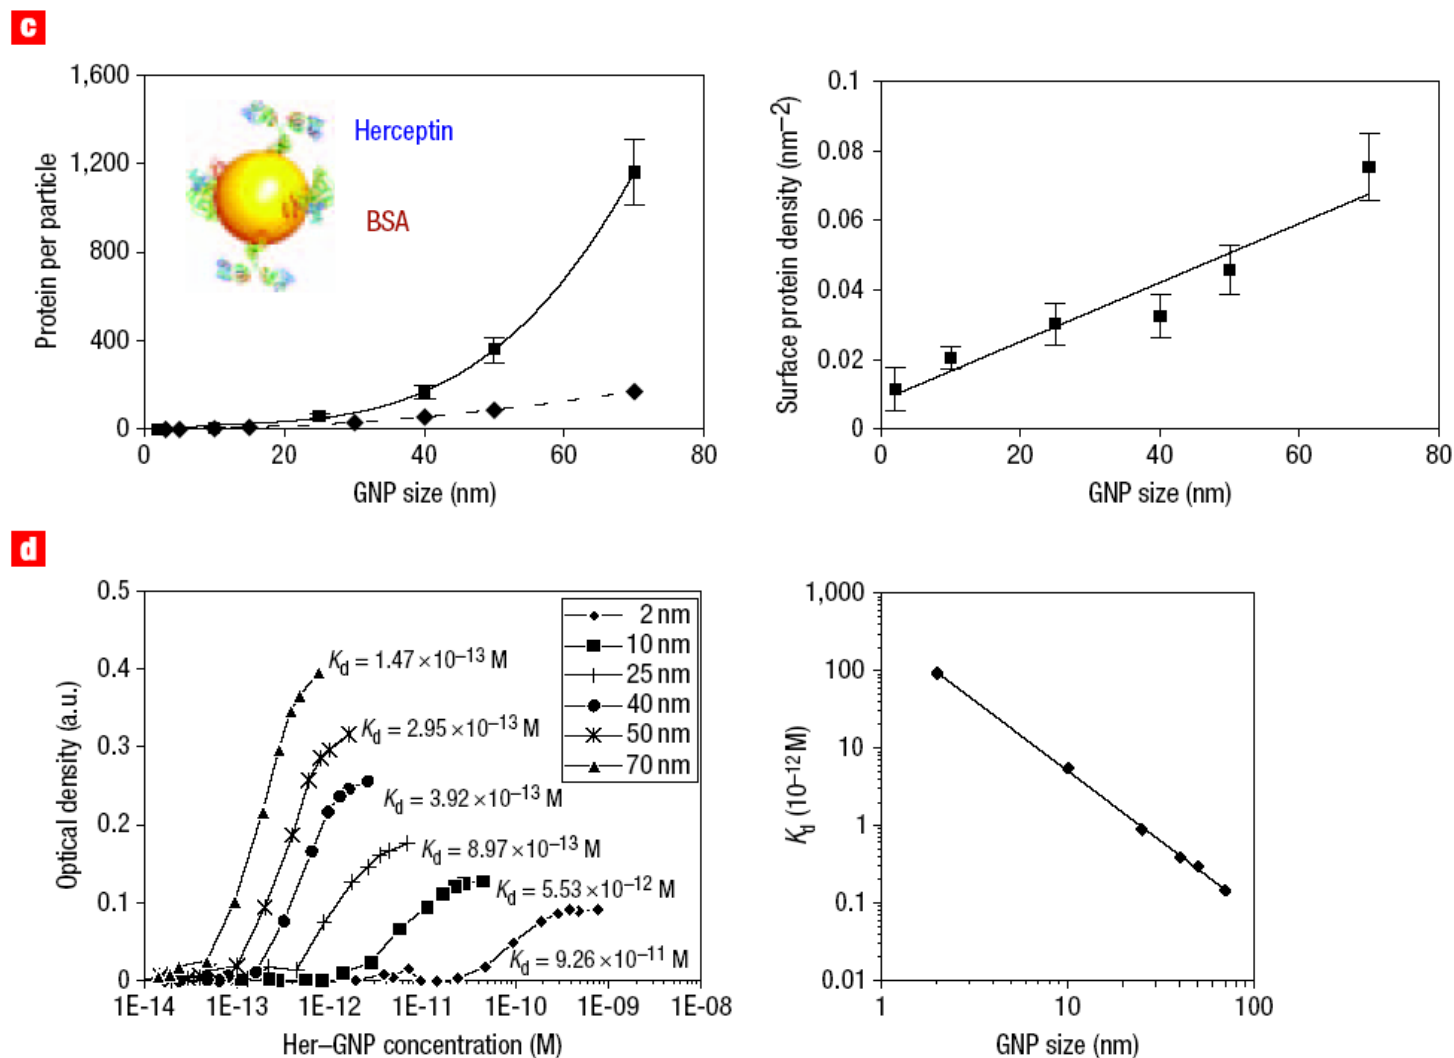 c
1,600
1,200
800
400
0
Protein per particle
Herceptin
BSA
0
20
40
60
80
GNP size (nm)
0.1
0.08
0.06
0.04
0.02
0
Surface protein density (nm⁻²)
0
20
40
60
80
GNP size (nm)
d
0.5
0.4
0.3
0.2
0.1
0
Optical density (a.u.)
2 nm
10 nm
25 nm
40 nm
50 nm
70 nm
Kd = 1.47 ×10⁻¹³ M
Kd = 2.95 ×10⁻¹³ M
Kd = 3.92 ×10⁻¹³ M
Kd = 8.97 ×10⁻¹³ M
Kd = 5.53 ×10⁻¹² M
Kd = 9.26 ×10⁻¹¹ M
1E-14
1E-13
1E-12
1E-11
1E-10
1E-09
1E-08
Her–GNP concentration (M)
1,000
100
10
1
0.1
0.01
Kd (10⁻¹² M)
1
10
100
GNP size (nm)